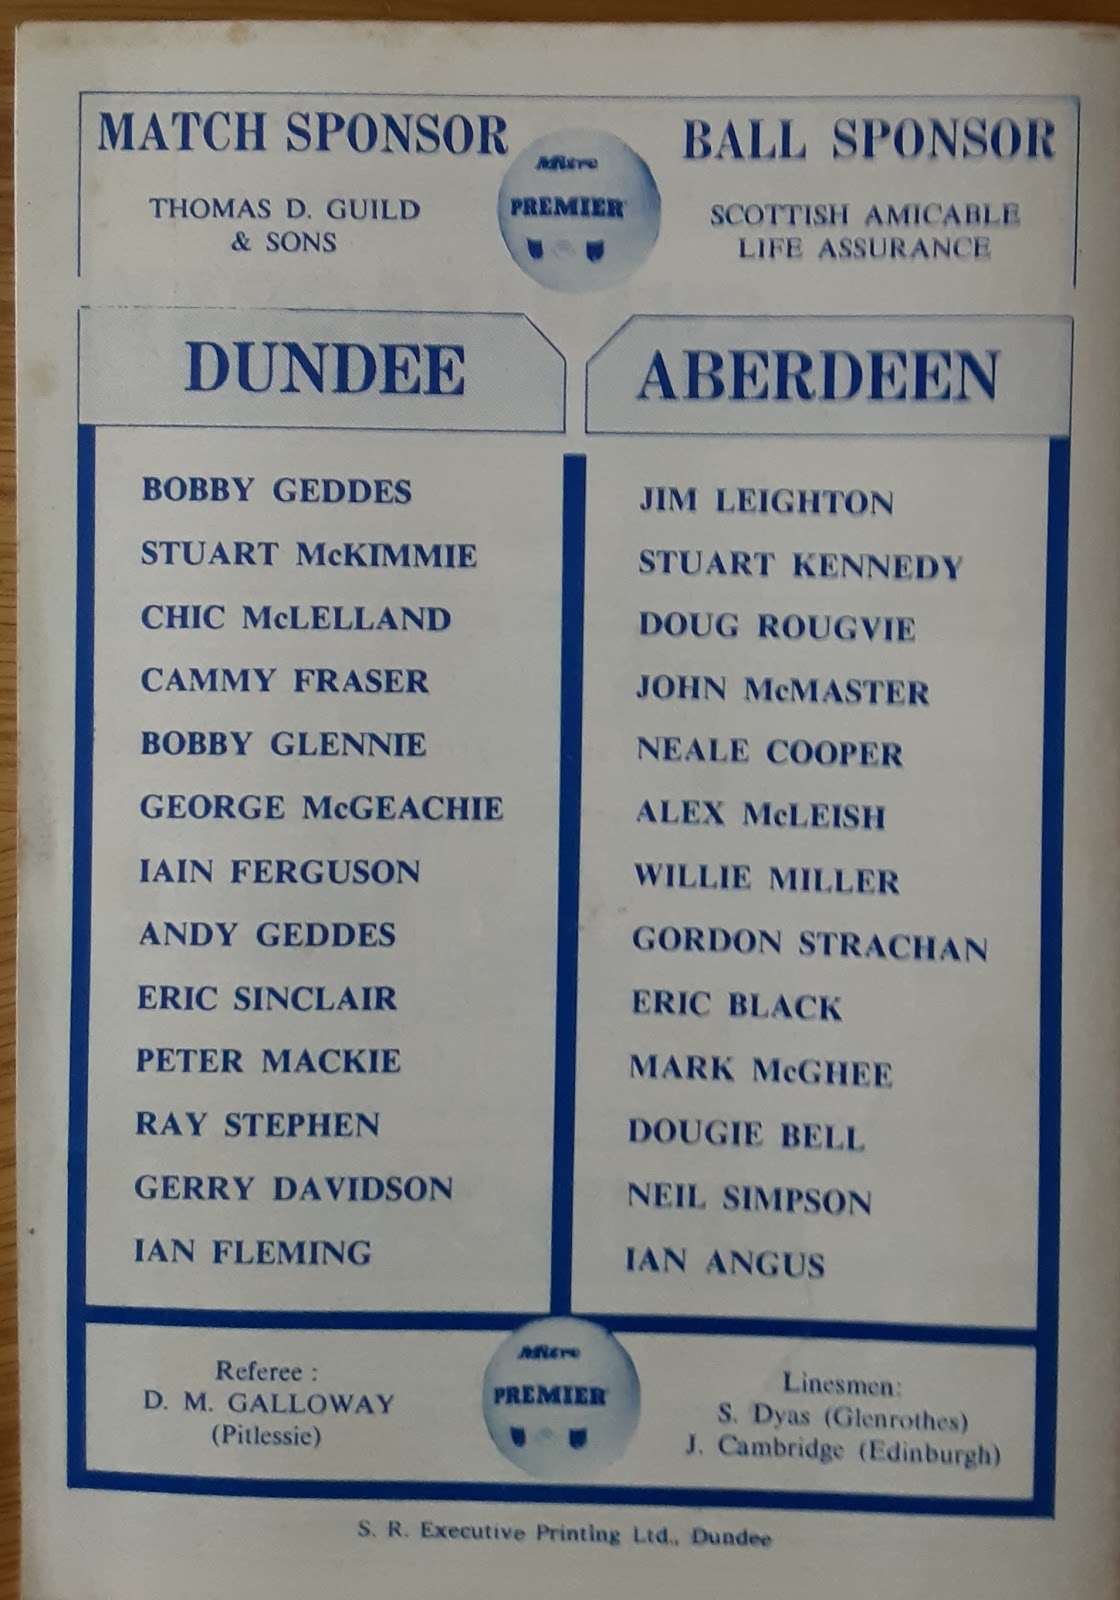 MATCH SPONSOR
THOMAS D. GUILD
& SONS
Mitre
PREMIER
BALL SPONSOR
SCOTTISH AMICABLE
LIFE ASSURANCE
DUNDEE
BOBBY GEDDES
STUART McKIMMIE
CHIC McLELLAND
CAMMY FRASER
BOBBY GLENNIE
GEORGE McGEACHIE
IAIN FERGUSON
ANDY GEDDES
ERIC SINCLAIR
PETER MACKIE
RAY STEPHEN
GERRY DAVIDSON
IAN FLEMING
ABERDEEN
JIM LEIGHTON
STUART KENNEDY
DOUG ROUGVIE
JOHN McMASTER
NEALE COOPER
ALEX McLEISH
WILLIE MILLER
GORDON STRACHAN
ERIC BLACK
MARK McGHEE
DOUGIE BELL
NEIL SIMPSON
IAN ANGUS
Referee :
D. M. GALLOWAY
(Pitlessie)
Mitre
PREMIER
Linesmen:
S. Dyas (Glenrothes)
J. Cambridge (Edinburgh)
S. R. Executive Printing Ltd., Dundee